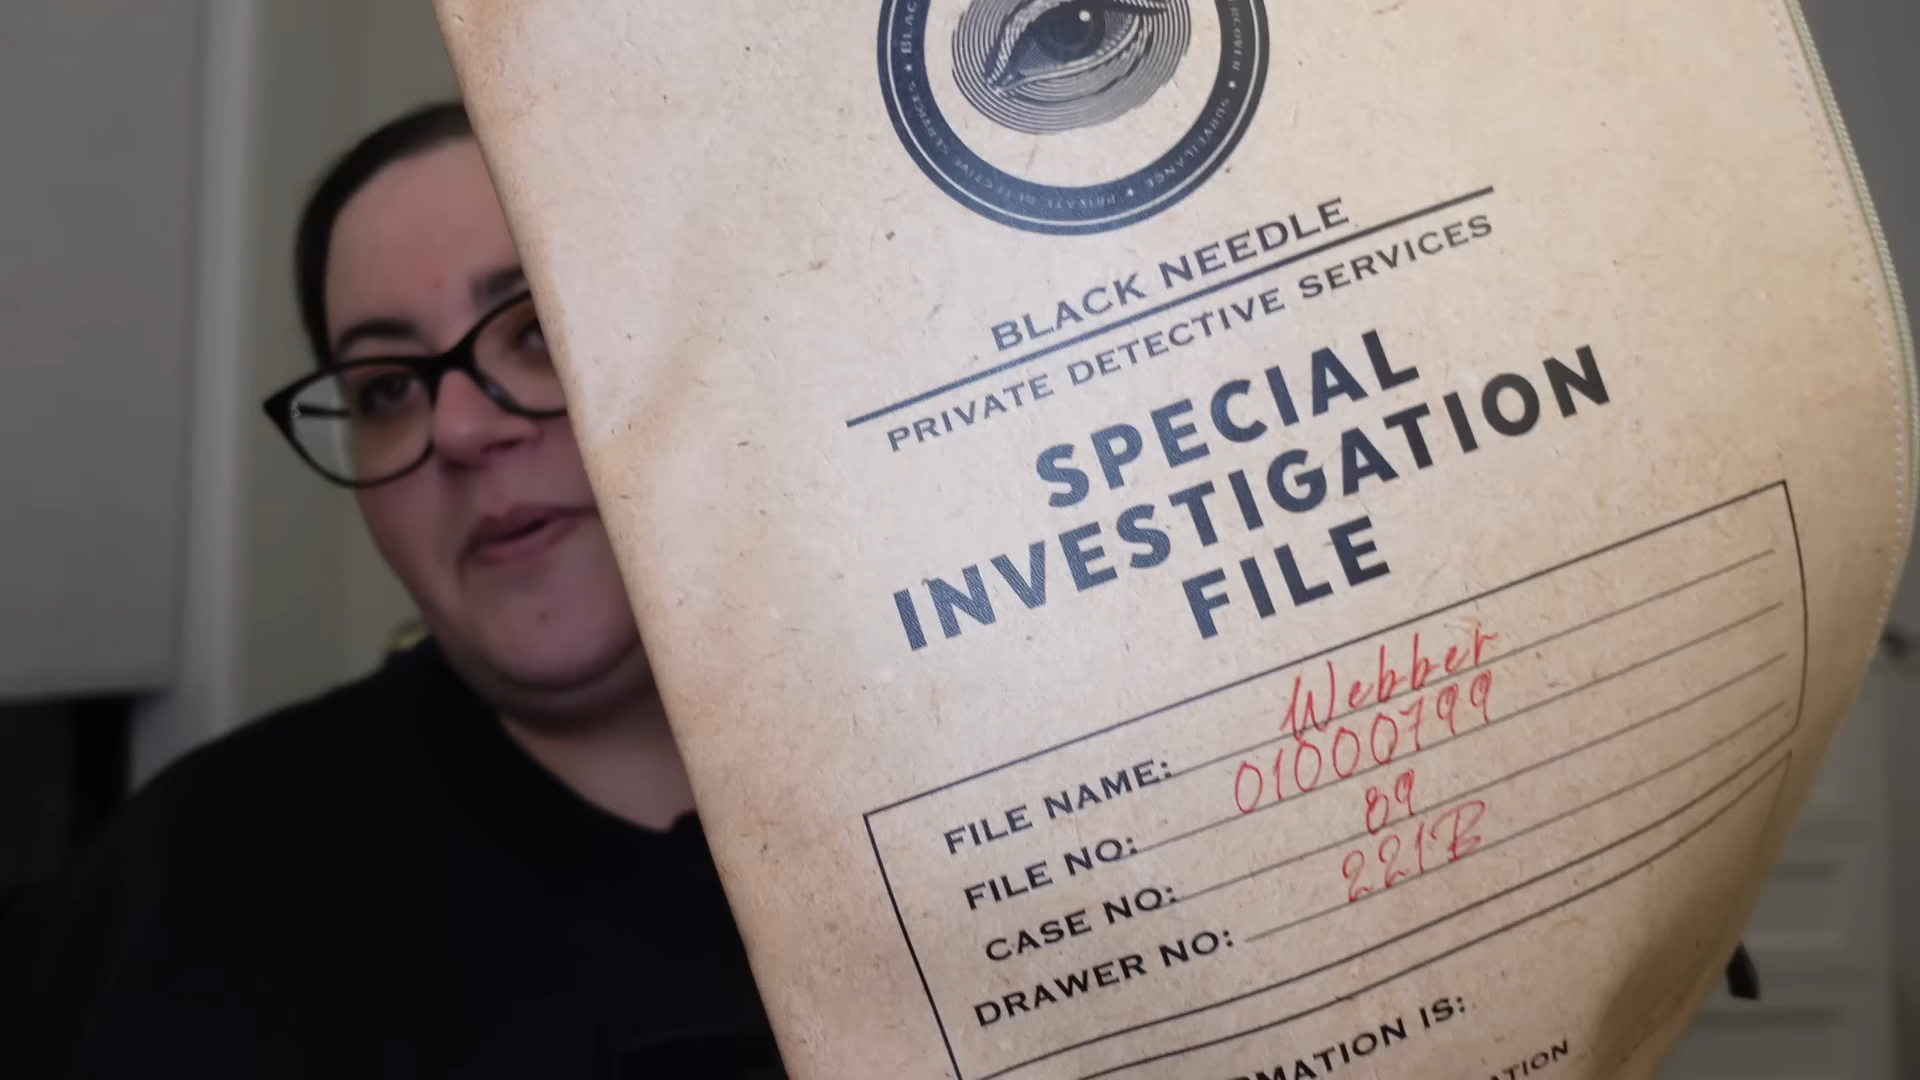 BLACK NEEDLE
PRIVATE DETECTIVE SERVICES
SPECIAL
INVESTIGATION
FILE
FILE NAME: Webber
FILE NO: 01000799
CASE NO: 89
DRAWER NO: 221B
IS: